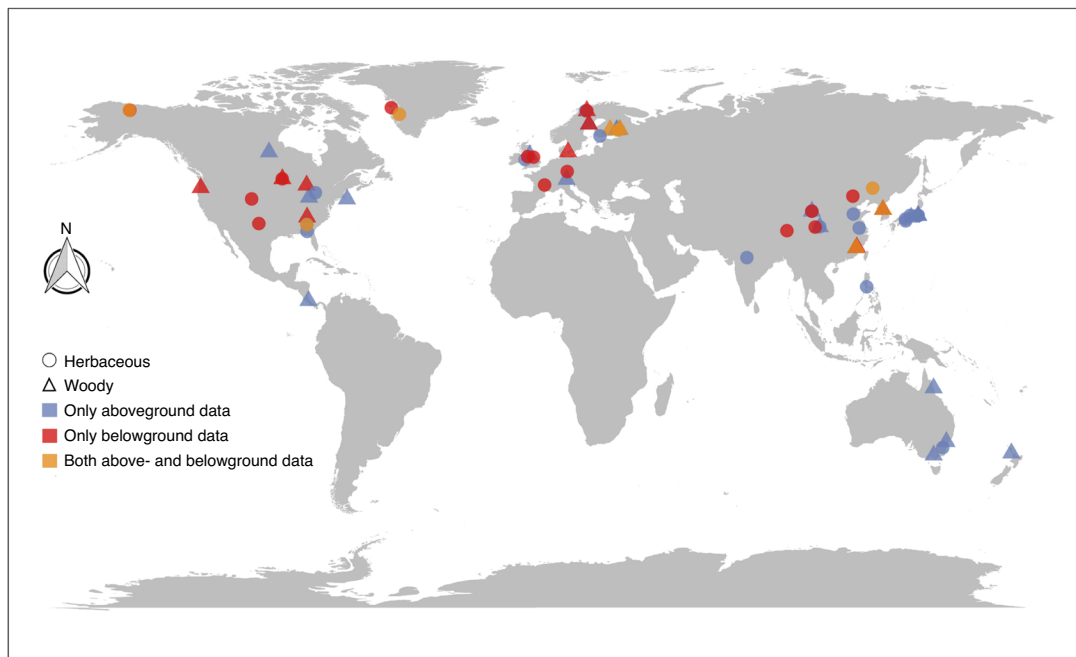 N
Herbaceous
Woody
Only aboveground data
Only belowground data
Both above- and belowground data